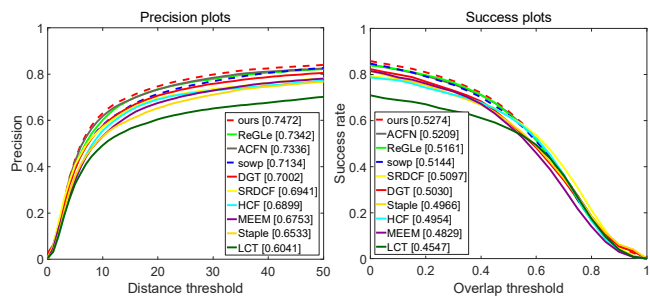 Precision plots
Precision
1
0.8
0.6
0.4
0.2
0
0 10 20 30 40 50
Distance threshold
ours [0.7472]
ReGLe [0.7342]
ACFN [0.7336]
sowp [0.7134]
DGT [0.7002]
SRDCF [0.6941]
HCF [0.6899]
MEEM [0.6753]
Staple [0.6533]
LCT [0.6041]
Success plots
Success rate
1
0.8
0.6
0.4
0.2
0
0 0.2 0.4 0.6 0.8 1
Overlap threshold
ours [0.5274]
ACFN [0.5209]
ReGLe [0.5161]
sowp [0.5144]
SRDCF [0.5097]
DGT [0.5030]
Staple [0.4966]
HCF [0.4954]
MEEM [0.4829]
LCT [0.4547]